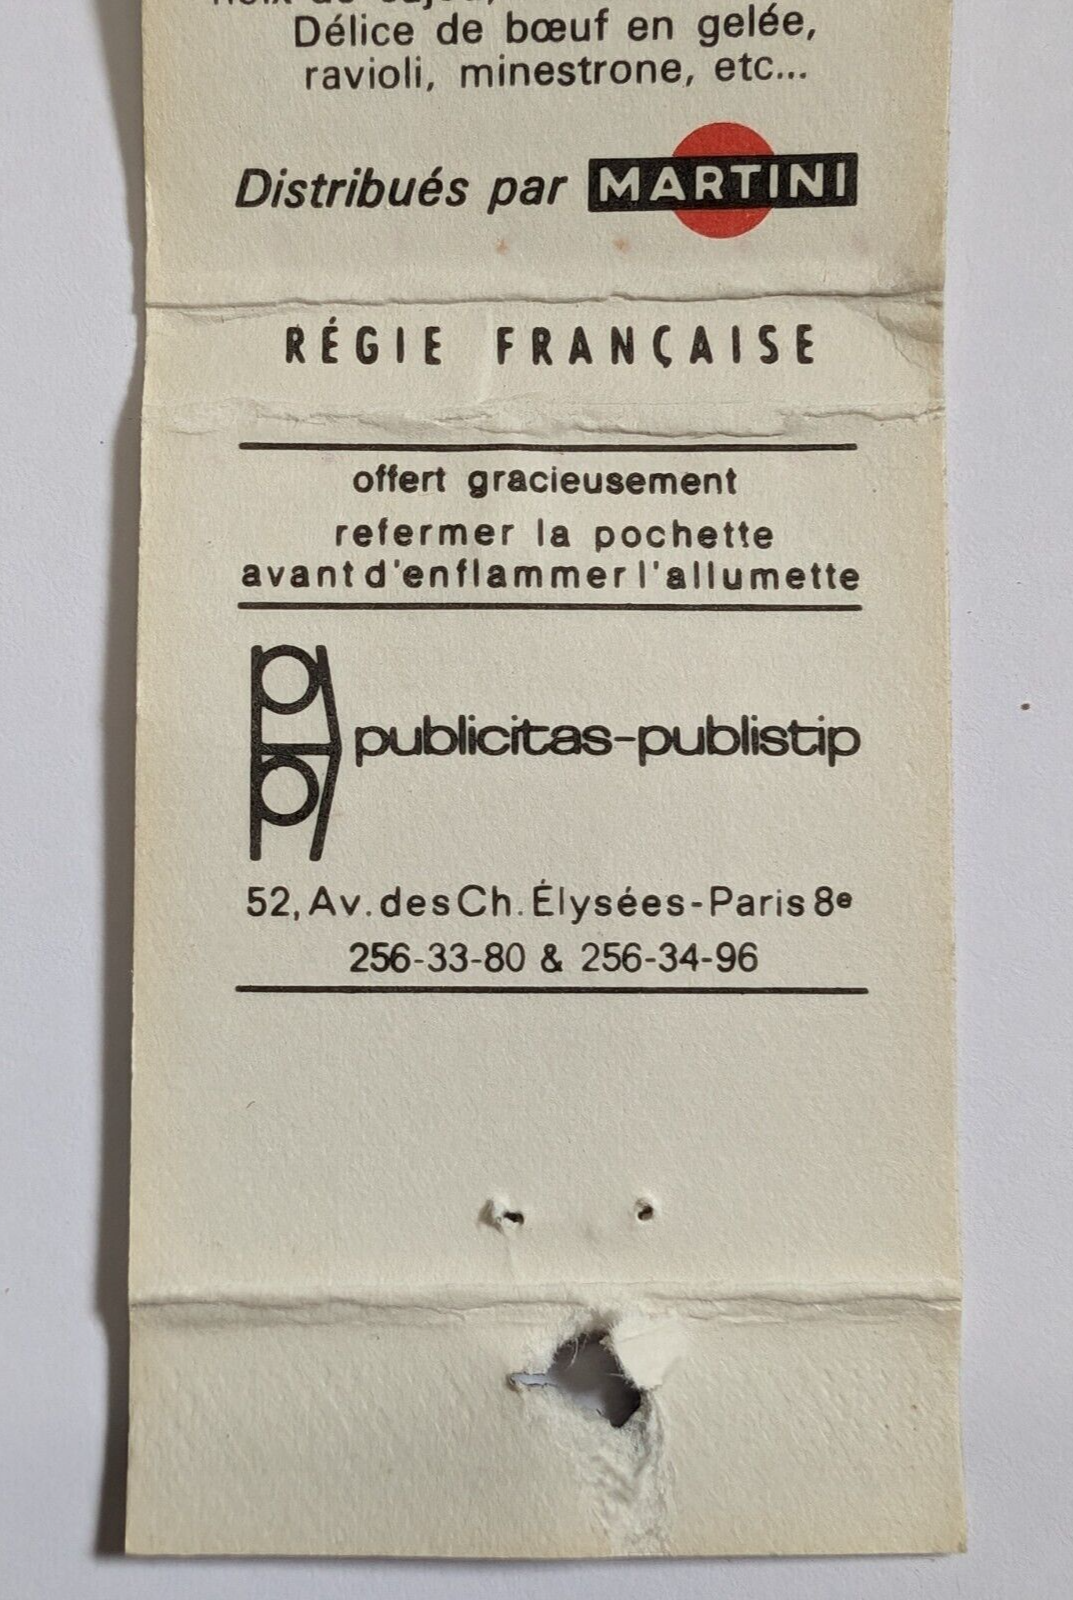 Délice de bœuf en gelée,
ravioli, minestrone, etc...
Distribués par MARTINI
RÉGIE FRANÇAISE
offert gracieusement
refermer la pochette
avant d'enflammer l'allumette
publicitas-publistip
52, Av. des Ch. Élysées - Paris 8e
256-33-80 & 256-34-96